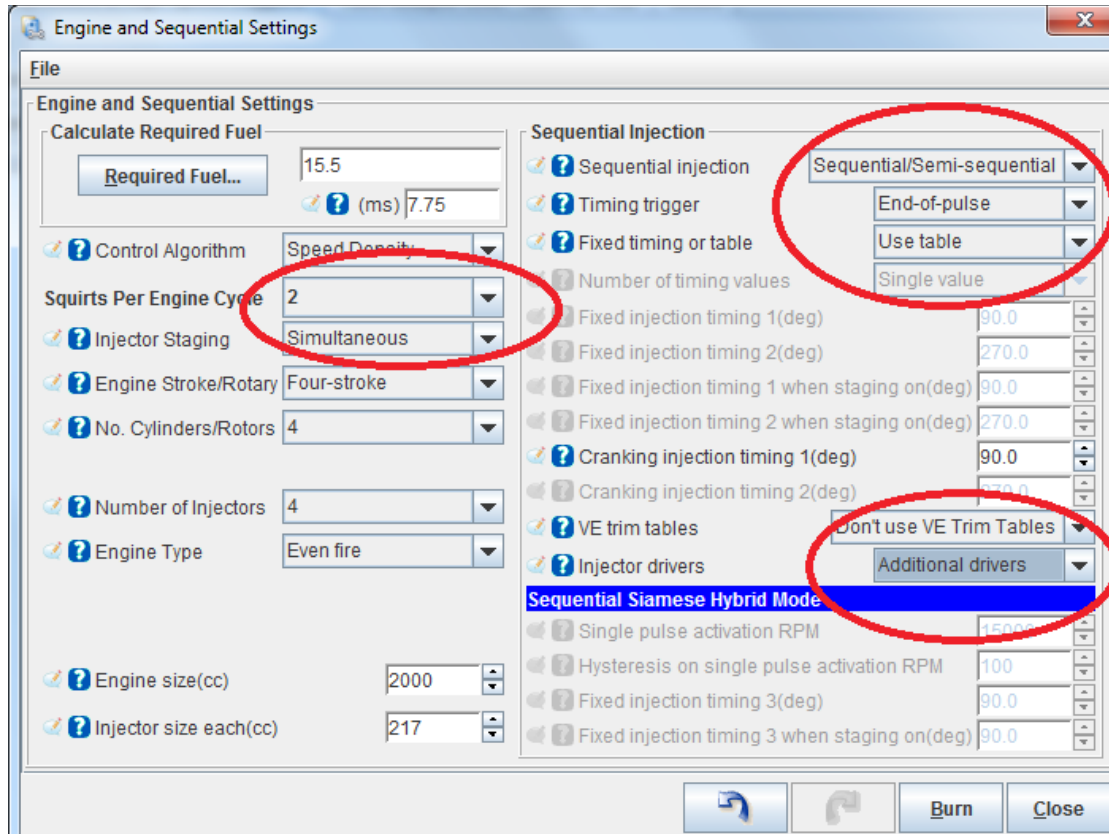 Engine and Sequential Settings
x
File
Engine and Sequential Settings
Calculate Required Fuel
Required Fuel...
15.5
? (ms) 7.75
? Control Algorithm Speed Density
Squirts Per Engine Cycle 2
? Injector Staging Simultaneous
? Engine Stroke/Rotary Four-stroke
? No. Cylinders/Rotors 4
? Number of Injectors 4
? Engine Type Even fire
? Engine size(cc) 2000
? Injector size each(cc) 217
Sequential Injection
? Sequential injection Sequential/Semi-sequential
? Timing trigger End-of-pulse
? Fixed timing or table Use table
? Number of timing values Single value
? Fixed injection timing 1(deg) 90.0
? Fixed injection timing 2(deg) 270.0
? Fixed injection timing 1 when staging on(deg) 90.0
? Fixed injection timing 2 when staging on(deg) 270.0
? Cranking injection timing 1(deg) 90.0
? Cranking injection timing 2(deg) 270.0
? VE trim tables Don't use VE Trim Tables
? Injector drivers Additional drivers
Sequential Siamese Hybrid Mode
? Single pulse activation RPM 15000
? Hysteresis on single pulse activation RPM 100
? Fixed injection timing 3(deg) 90.0
? Fixed injection timing 3 when staging on(deg) 90.0
Burn
Close